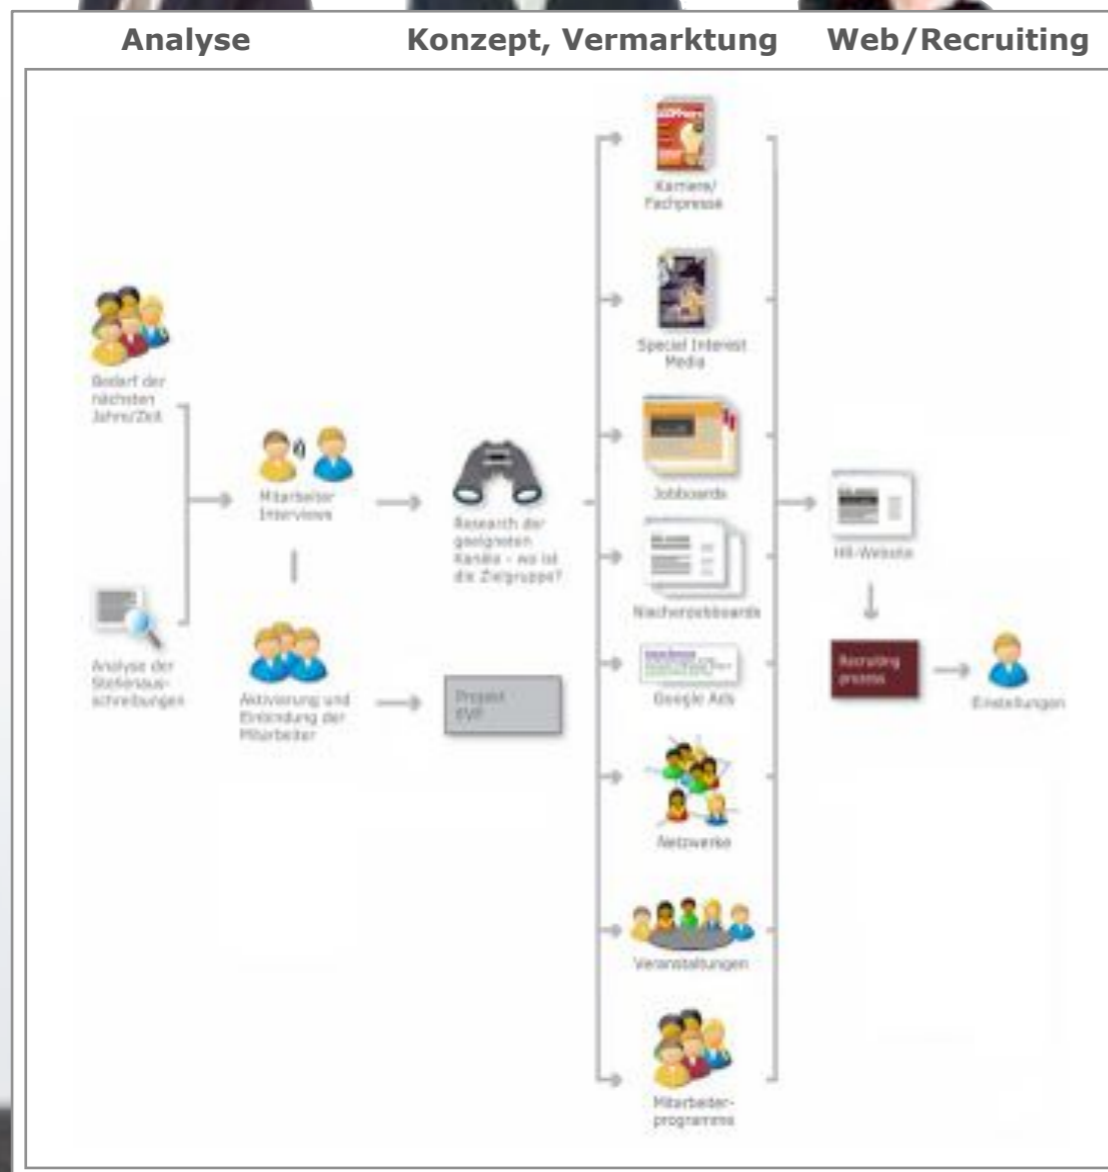 Analyse
Konzept, Vermarktung
Web/Recruiting
Bedarf der
nächsten
Jahre/Zeit
Analyse der
Stellenaus-
schreibungen
Mitarbeiter
Interviews
Aktivierung und
Einbindung der
Mitarbeiter
Research der
geeigneten
Kanäle - wo ist
die Zielgruppe?
Projekt
EVP
Karriere/
Fachpresse
Special Interest
Media
Jobboards
Nischenjobboards
Google Ads
Netzwerke
Veranstaltungen
Mitarbeiter-
programme
HR-Website
Recruiting
prozess
Einstellungen